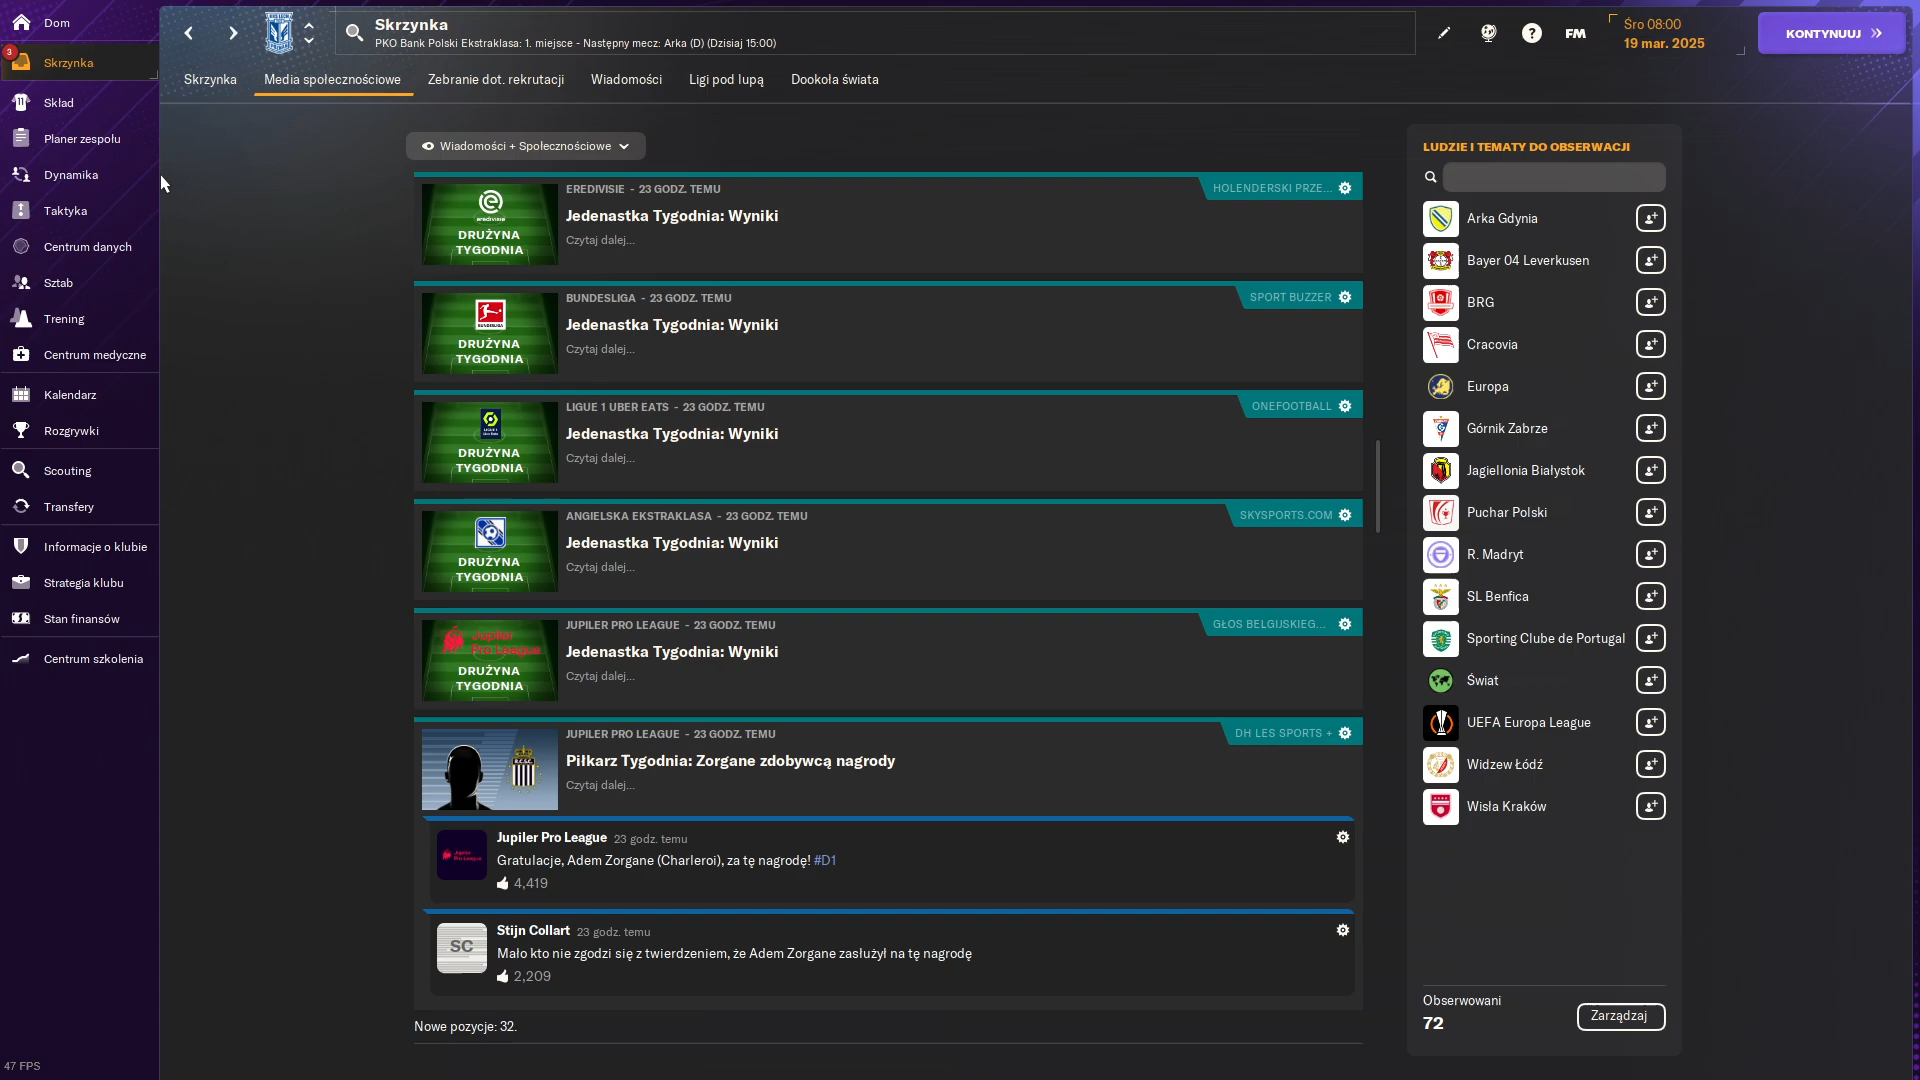 Dom
3
Skrzynka
Skład
Planer zespołu
Dynamika
Taktyka
Centrum danych
Sztab
Trening
Centrum medyczne
Kalendarz
Rozgrywki
Scouting
Transfery
Informacje o klubie
Strategia klubu
Stan finansów
Centrum szkolenia
47 FPS
Skrzynka
PKO Bank Polski Ekstraklasa: 1. miejsce - Następny mecz: Arka (D) (Dzisiaj 15:00)
FM
Śro 08:00
19 mar. 2025
KONTYNUUJ
Skrzynka Media społecznościowe Zebranie dot. rekrutacji Wiadomości Ligi pod lupą Dookoła świata
Wiadomości + Społecznościowe
EREDIVISIE - 23 GODZ. TEMU
HOLENDERSKI PRZE...
Jedenastka Tygodnia: Wyniki
Czytaj dalej...
eredivisie
DRUŻYNA
TYGODNIA
BUNDESLIGA - 23 GODZ. TEMU
SPORT BUZZER
Jedenastka Tygodnia: Wyniki
Czytaj dalej...
BUNDESLIGA
DRUŻYNA
TYGODNIA
LIGUE 1 UBER EATS - 23 GODZ. TEMU
ONEFOOTBALL
Jedenastka Tygodnia: Wyniki
Czytaj dalej...
LIGUE 1
DRUŻYNA
TYGODNIA
ANGIELSKA EKSTRAKLASA - 23 GODZ. TEMU
SKYSPORTS.COM
Jedenastka Tygodnia: Wyniki
Czytaj dalej...
DRUŻYNA
TYGODNIA
JUPILER PRO LEAGUE - 23 GODZ. TEMU
GŁOS BELGIJSKIEG...
Jedenastka Tygodnia: Wyniki
Czytaj dalej...
Jupiler
Pro League
DRUŻYNA
TYGODNIA
JUPILER PRO LEAGUE - 23 GODZ. TEMU
DH LES SPORTS +
Piłkarz Tygodnia: Zorgane zdobywcą nagrody
Czytaj dalej...
R.C.S.C.
Jupiler Pro League 23 godz. temu
Gratulacje, Adem Zorgane (Charleroi), za tę nagrodę! #D1
4,419
Jupiler
Pro League
Stijn Collart 23 godz. temu
SC
Mało kto nie zgodzi się z twierdzeniem, że Adem Zorgane zasłużył na tę nagrodę
2,209
Nowe pozycje: 32.
LUDZIE I TEMATY DO OBSERWACJI
Arka Gdynia
Bayer 04 Leverkusen
BRG
Cracovia
Europa
Górnik Zabrze
Jagiellonia Białystok
Puchar Polski
R. Madryt
SL Benfica
Sporting Clube de Portugal
Świat
UEFA Europa League
Widzew Łódź
Wisła Kraków
Obserwowani
72
Zarządzaj